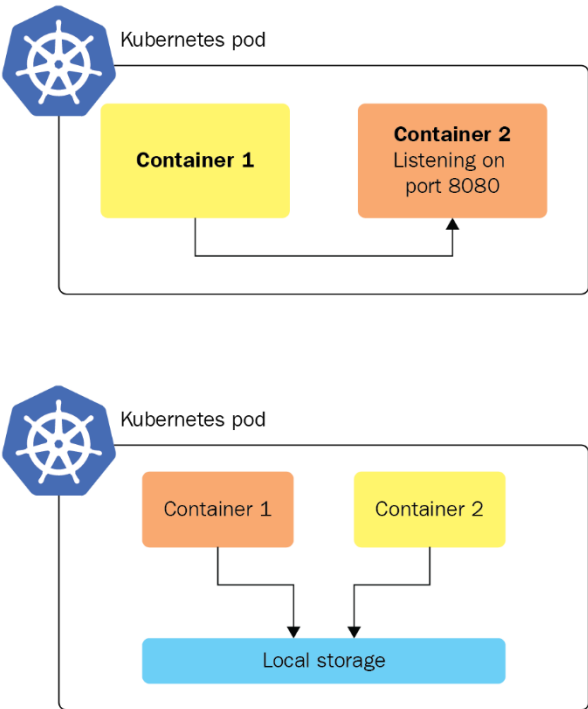 Kubernetes pod
Container 1
Container 2
Listening on
port 8080
Kubernetes pod
Container 1
Container 2
Local storage